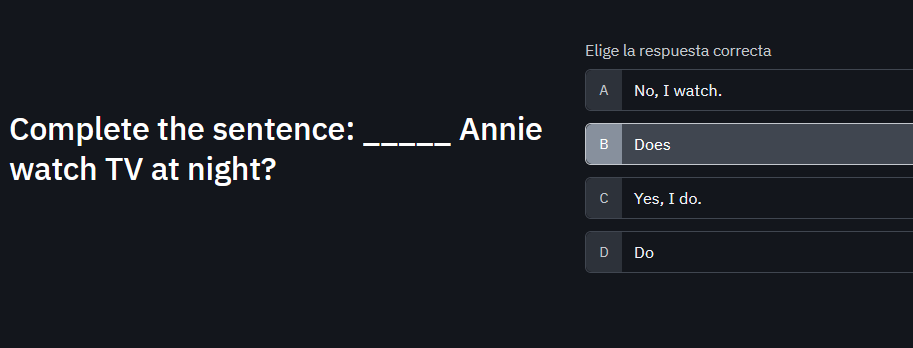 Complete the sentence: _____ Annie
watch TV at night?
Elige la respuesta correcta
A No, I watch.
B Does
C Yes, I do.
D Do